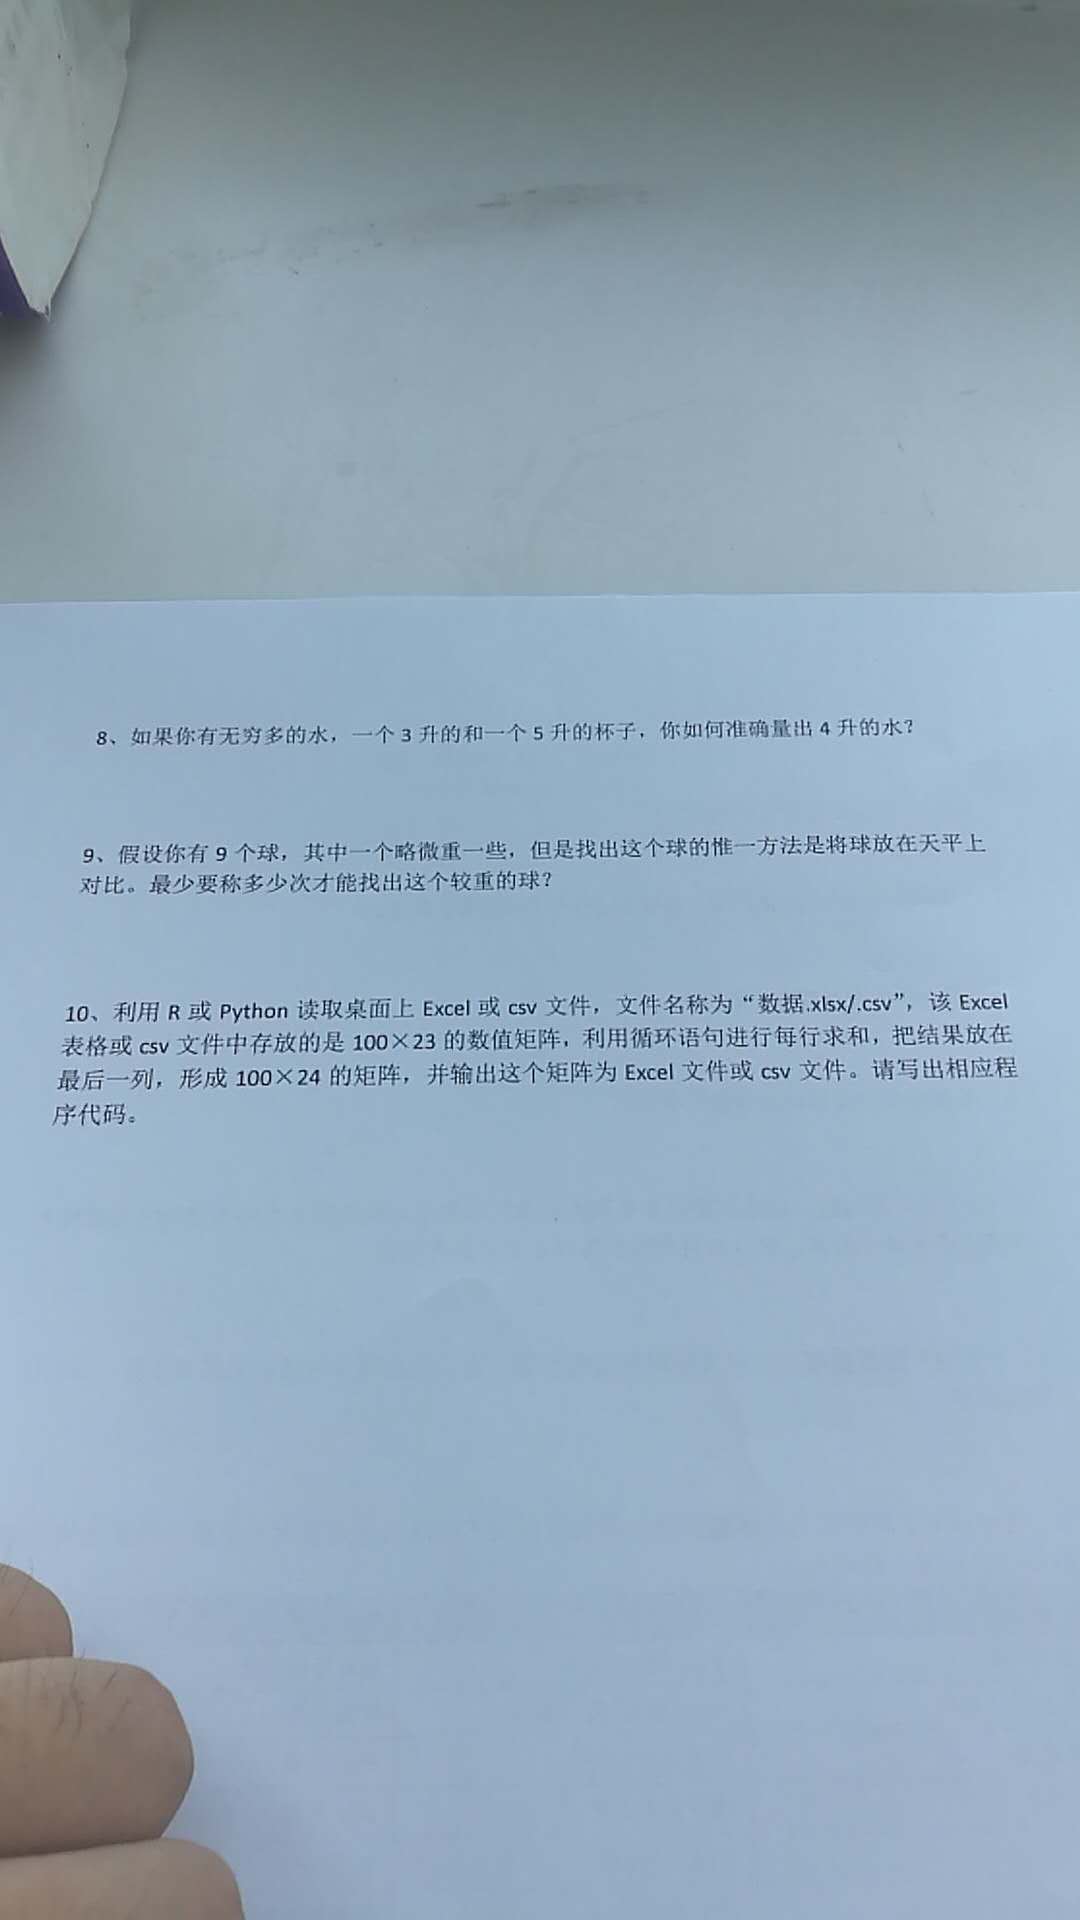 8、如果你有无穷多的水，一个 3 升的和一个 5 升的杯子，你如何准确量出 4 升的水？
9、假设你有 9 个球，其中一个略微重一些，但是找出这个球的惟一方法是将球放在天平上
对比。最少要称多少次才能找出这个较重的球？
10、利用 R 或 Python 读取桌面上 Excel 或 csv 文件，文件名称为“数据.xlsx/.csv”，该 Excel
表格或 csv 文件中存放的是 100×23 的数值矩阵，利用循环语句进行每行求和，把结果放在
最后一列，形成 100×24 的矩阵，并输出这个矩阵为 Excel 文件或 csv 文件。请写出相应程
序代码。